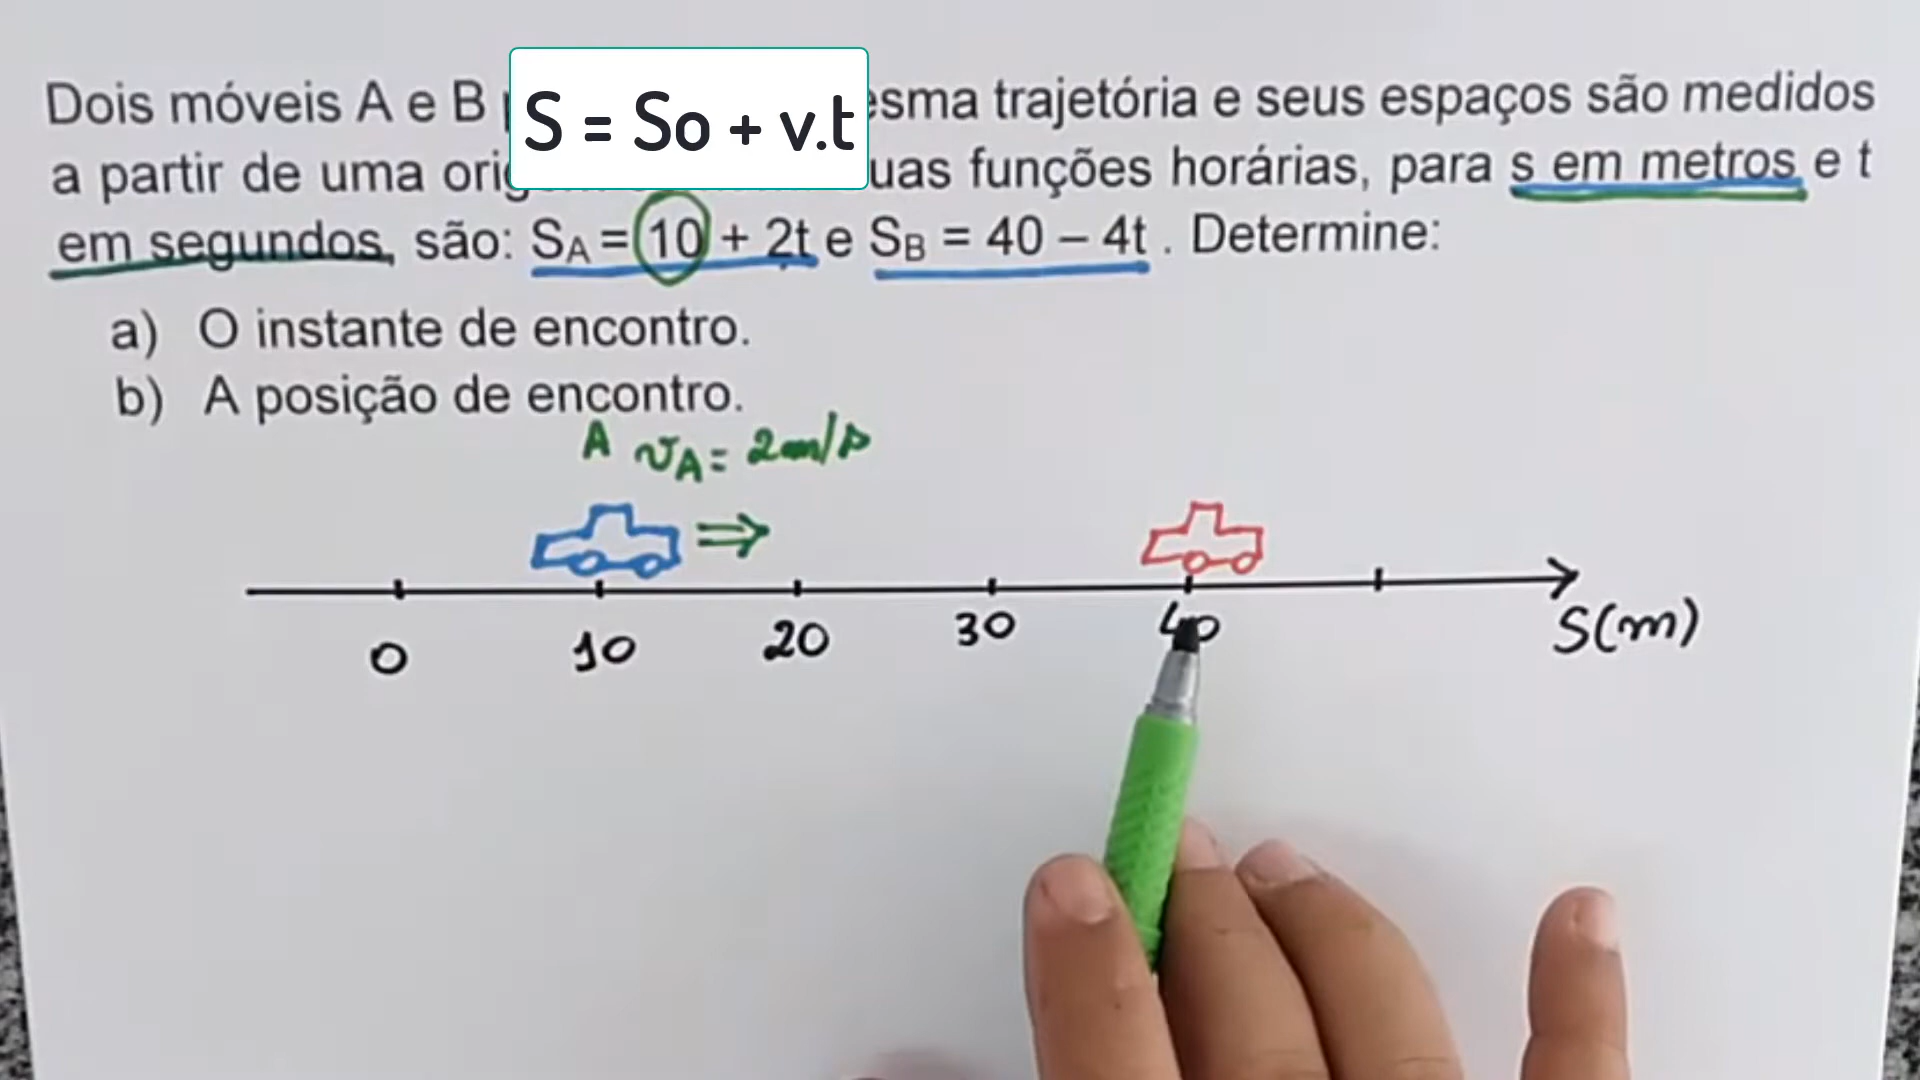 Dois móveis A e B esma trajetória e seus espaços são medidos
S = So + v.t
a partir de uma funções horárias, para s em metros e t
em segundos, são: SA = 10 + 2t e SB = 40 – 4t . Determine:
a) O instante de encontro.
b) A posição de encontro.
A vA = 2m/s
0 10 20 30 40 S(m)